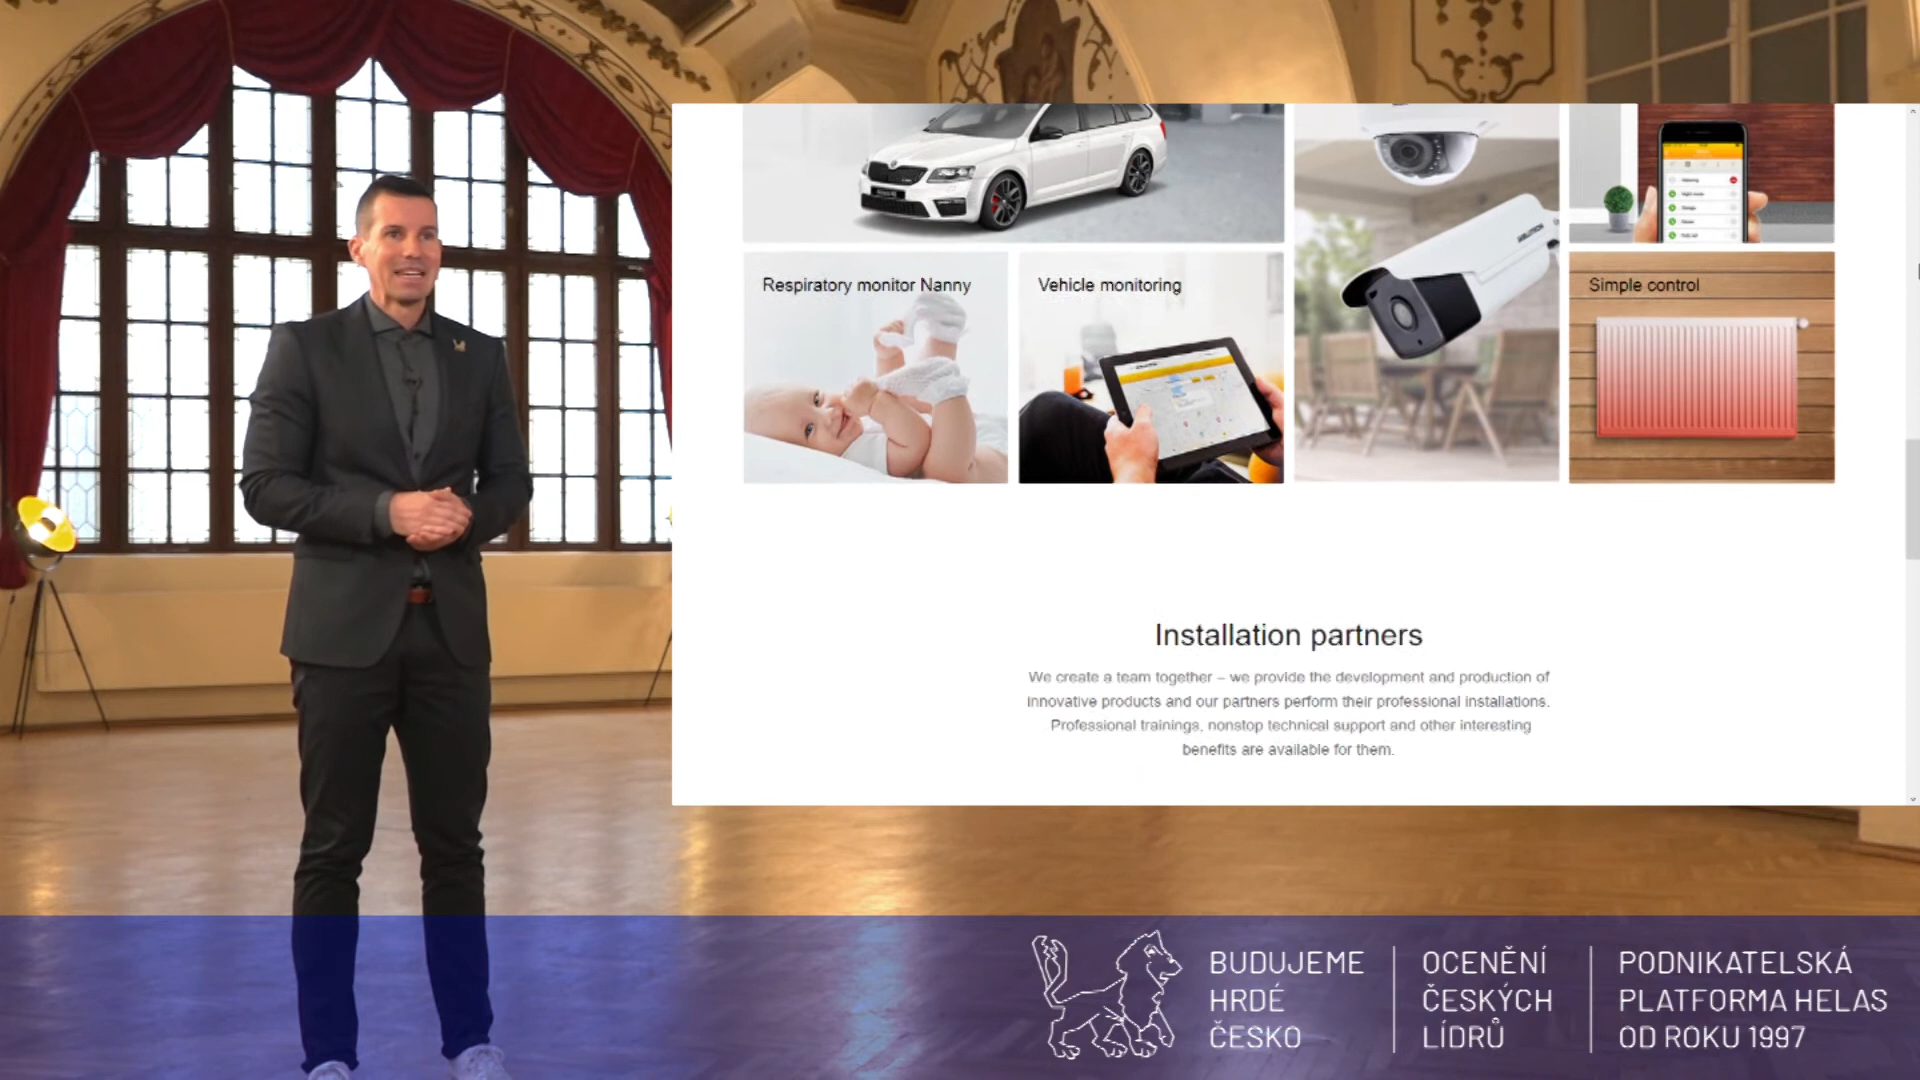 Respiratory monitor Nanny
Vehicle monitoring
Simple control
Installation partners
We create a team together – we provide the development and production of
innovative products and our partners perform their professional installations.
Professional trainings, nonstop technical support and other interesting
benefits are available for them.
BUDUJEME
HRDÉ
ČESKO
OCENĚNÍ
ČESKÝCH
LÍDRŮ
PODNIKATELSKÁ
PLATFORMA HELAS
OD ROKU 1997